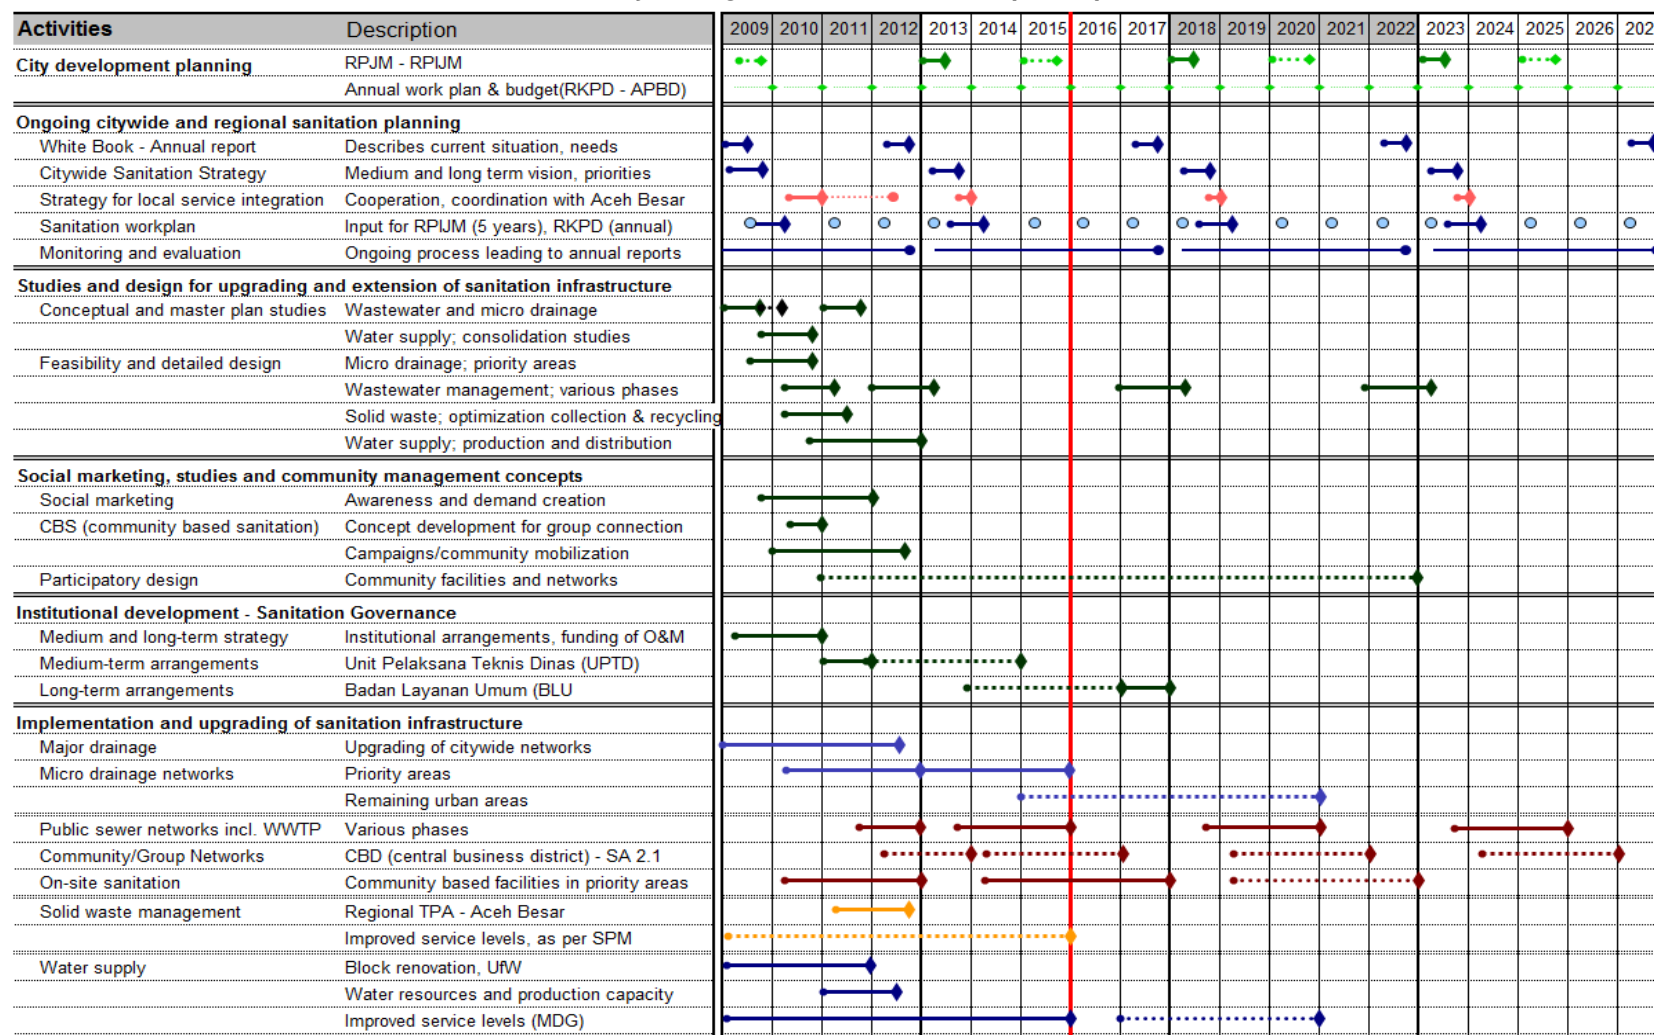 Activities Description 2009 2010 2011 2012 2013 2014 2015 2016 2017 2018 2019 2020 2021 2022 2023 2024 2025 2026
City development planning RPJM - RPIJM
Annual work plan & budget(RKPD - APBD)
Ongoing citywide and regional sanitation planning
White Book - Annual report Describes current situation, needs
Citywide Sanitation Strategy Medium and long term vision, priorities
Strategy for local service integration Cooperation, coordination with Aceh Besar
Sanitation workplan Input for RPIJM (5 years), RKPD (annual)
Monitoring and evaluation Ongoing process leading to annual reports
Studies and design for upgrading and extension of sanitation infrastructure
Conceptual and master plan studies Wastewater and micro drainage
Water supply; consolidation studies
Feasibility and detailed design Micro drainage; priority areas
Wastewater management; various phases
Solid waste; optimization collection & recycling
Water supply; production and distribution
Social marketing, studies and community management concepts
Social marketing Awareness and demand creation
CBS (community based sanitation) Concept development for group connection
Campaigns/community mobilization
Participatory design Community facilities and networks
Institutional development - Sanitation Governance
Medium and long-term strategy Institutional arrangements, funding of O&M
Medium-term arrangements Unit Pelaksana Teknis Dinas (UPTD)
Long-term arrangements Badan Layanan Umum (BLU
Implementation and upgrading of sanitation infrastructure
Major drainage Upgrading of citywide networks
Micro drainage networks Priority areas
Remaining urban areas
Public sewer networks incl. WWTP Various phases
Community/Group Networks CBD (central business district) - SA 2.1
On-site sanitation Community based facilities in priority areas
Solid waste management Regional TPA - Aceh Besar
Improved service levels, as per SPM
Water supply Block renovation, UfW
Water resources and production capacity
Improved service levels (MDG)